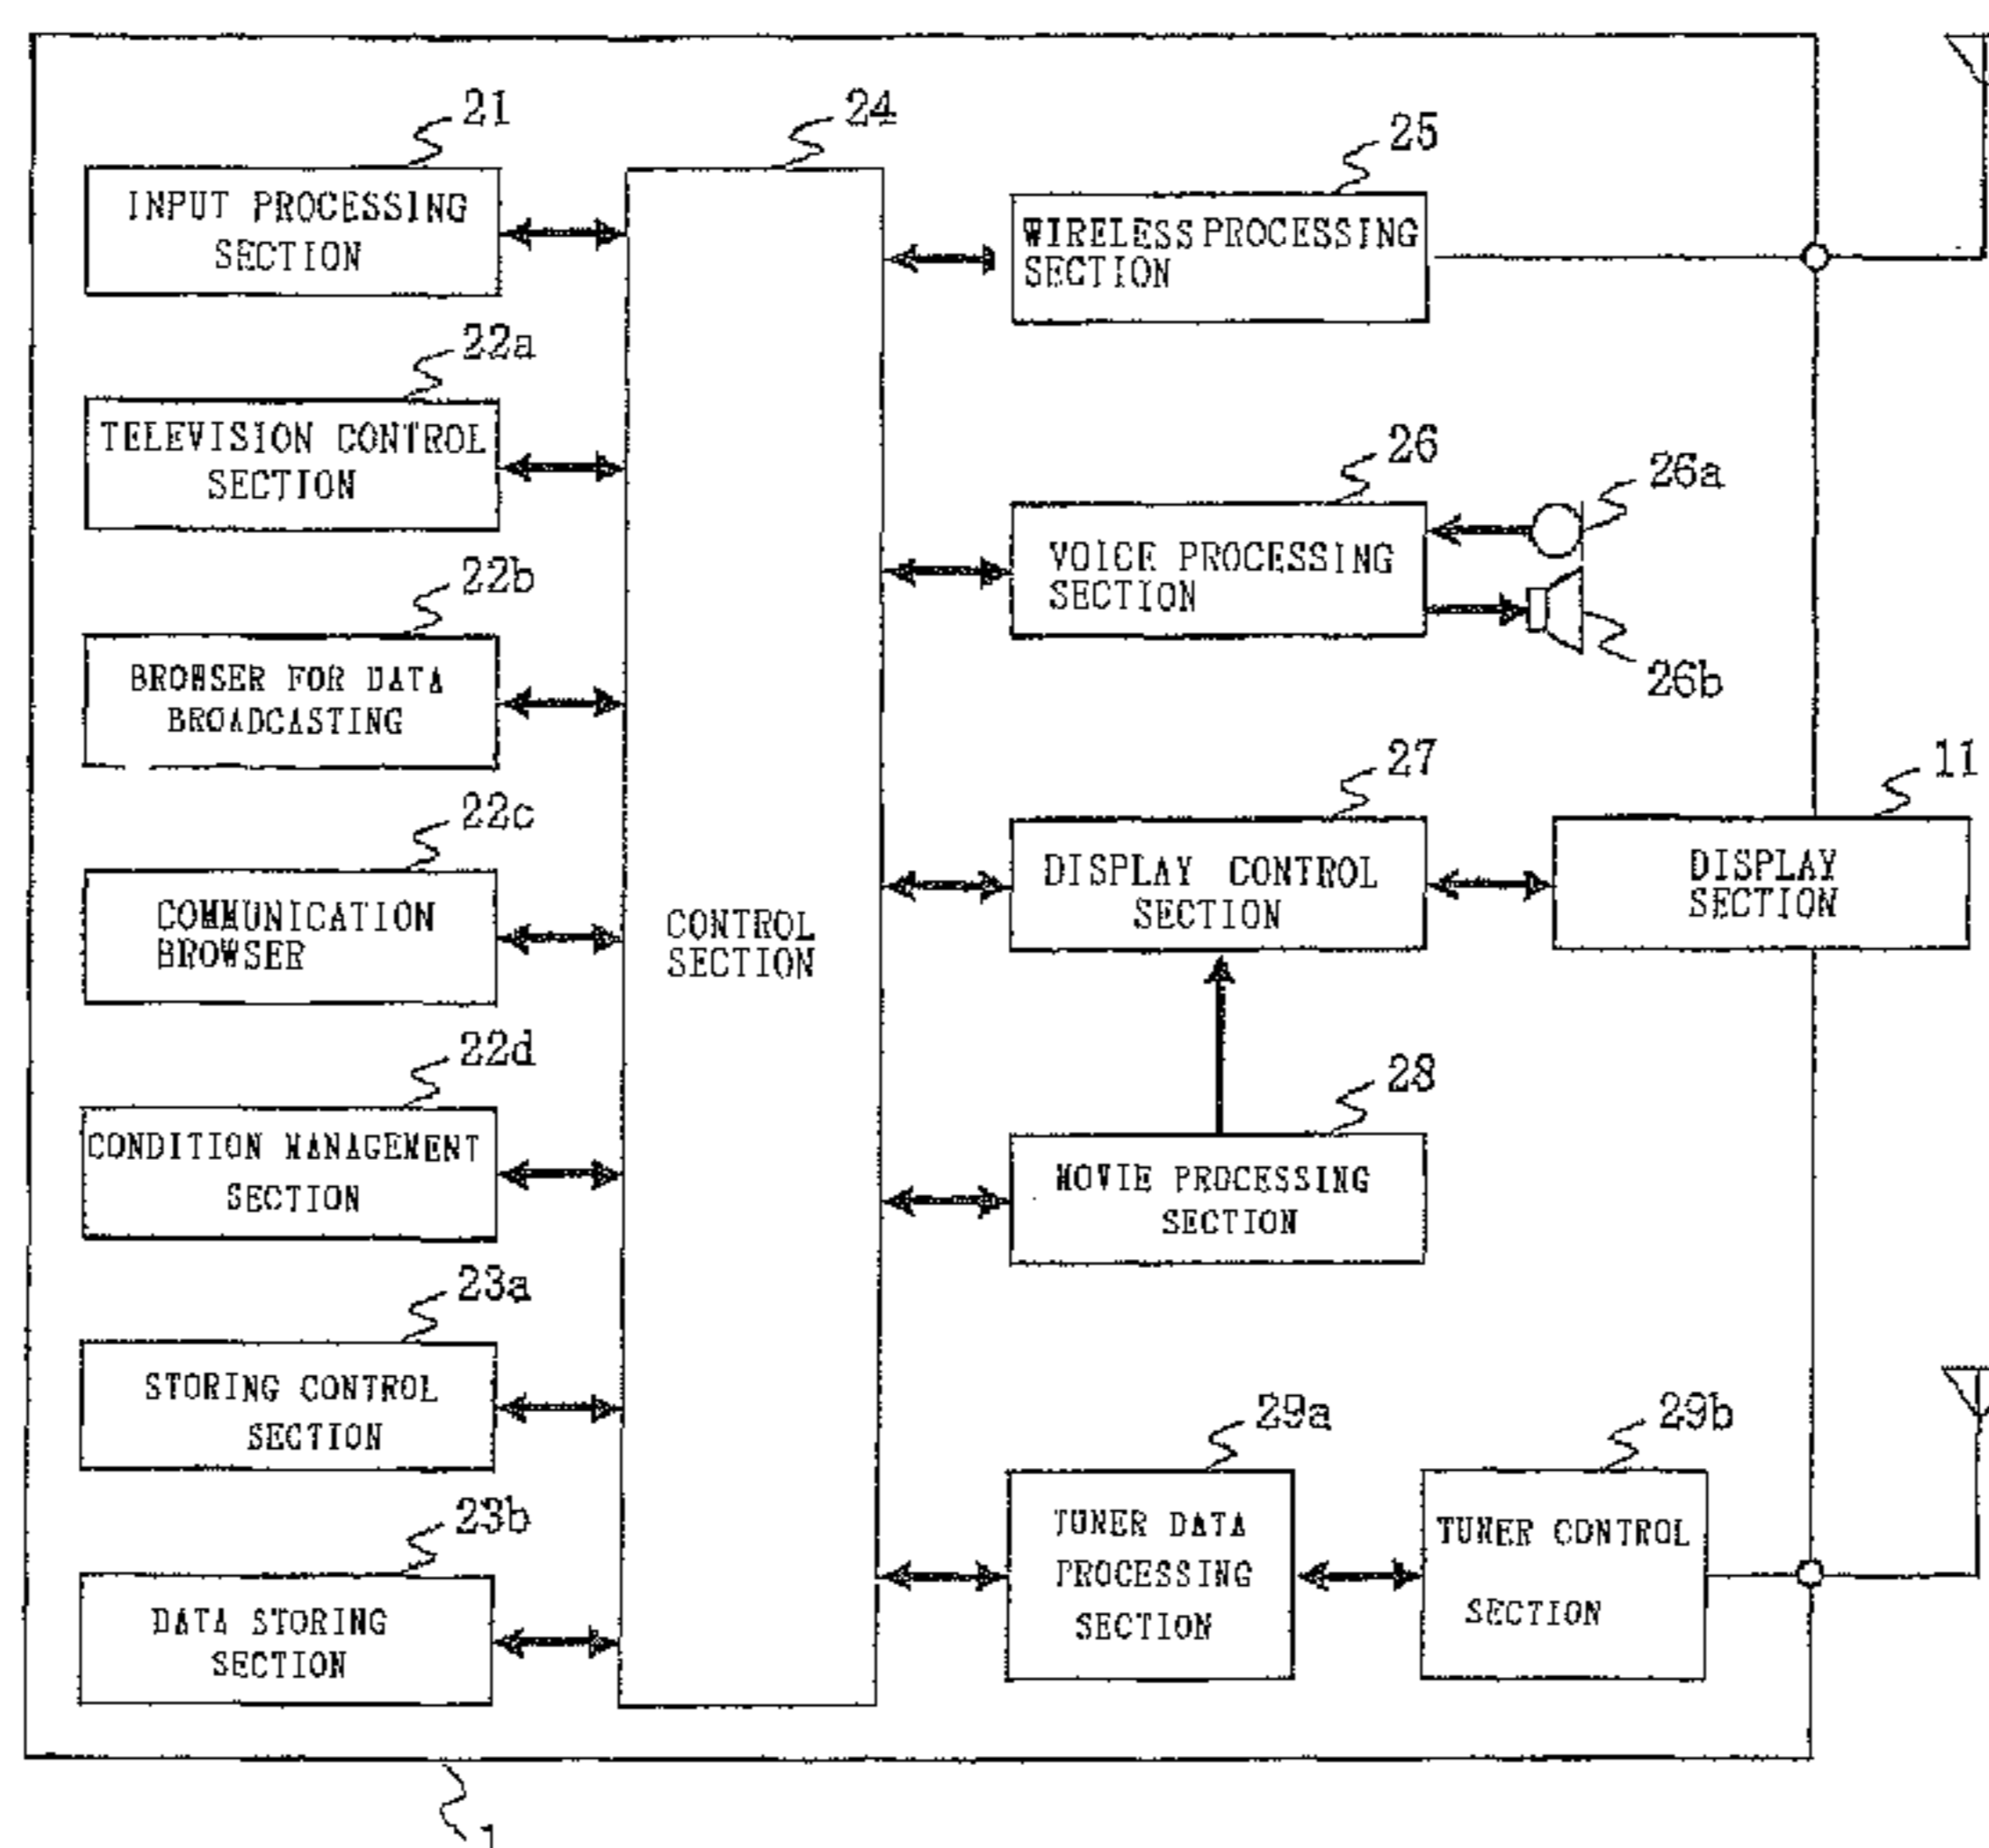 21
INPUT PROCESSING
SECTION
22a
TELEVISION CONTROL
SECTION
22b
BROWSER FOR DATA
BROADCASTING
22c
COMMUNICATION
BROWSER
22d
CONDITION MANAGEMENT
SECTION
23a
STORING CONTROL
SECTION
23b
DATA STORING
SECTION
24
CONTROL
SECTION
25
WIRELESS PROCESSING
SECTION
26
VOICE PROCESSING
SECTION
26a
26b
27
DISPLAY CONTROL
SECTION
11
DISPLAY
SECTION
28
MOVIE PROCESSING
SECTION
29a
TUNER DATA
PROCESSING
SECTION
29b
TUNER CONTROL
SECTION
1